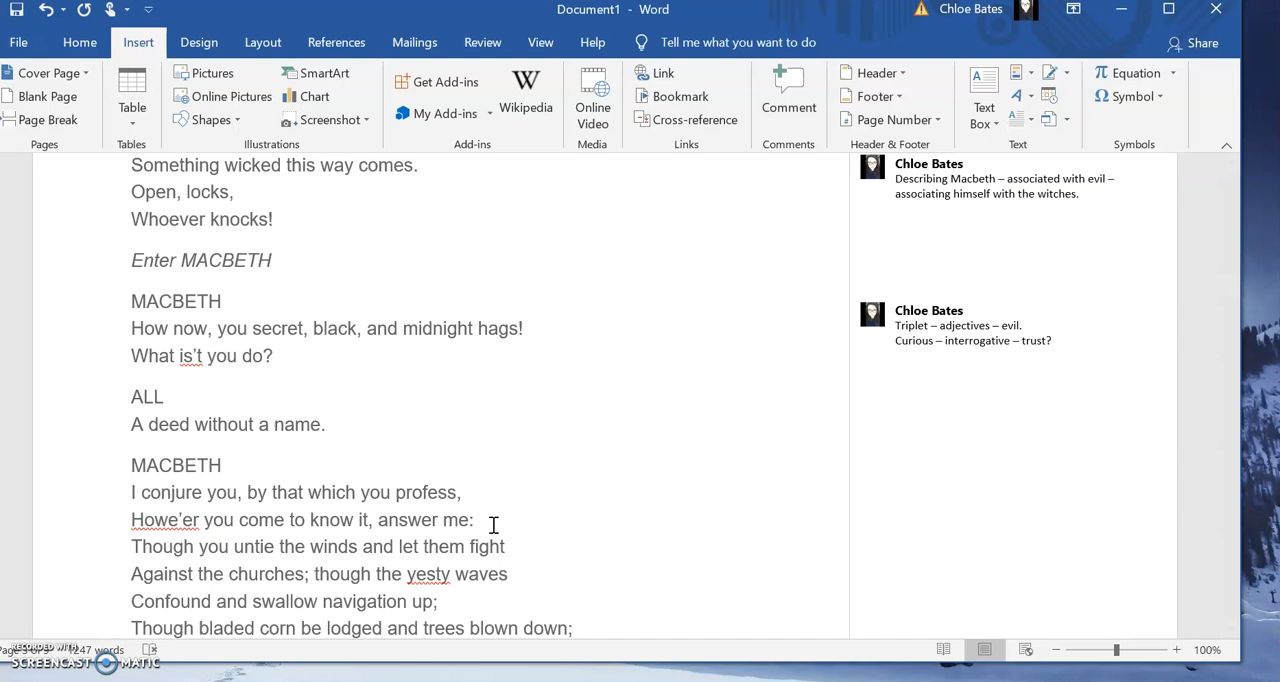 Document1 - Word
Chloe Bates
File Home Insert Design Layout References Mailings Review View Help Tell me what you want to do Share
Cover Page
Blank Page
Page Break
Pages
Table
Tables
Pictures
Online Pictures
Shapes
SmartArt
Chart
Screenshot
Illustrations
Get Add-ins
My Add-ins
Wikipedia
Add-ins
Online
Video
Media
Link
Bookmark
Cross-reference
Links
Comment
Comments
Header
Footer
Page Number
Header & Footer
Text
Box
Text
Equation
Symbol
Symbols
Something wicked this way comes.
Open, locks,
Whoever knocks!
Enter MACBETH
MACBETH
How now, you secret, black, and midnight hags!
What is't you do?
ALL
A deed without a name.
MACBETH
I conjure you, by that which you profess,
Howe'er you come to know it, answer me:
Though you untie the winds and let them fight
Against the churches; though the yesty waves
Confound and swallow navigation up;
Though bladed corn be lodged and trees blown down;
Chloe Bates
Describing Macbeth – associated with evil –
associating himself with the witches.
Chloe Bates
Triplet – adjectives – evil.
Curious – interrogative – trust?
1247 words
100%
RECORDED WITH
SCREENCAST MATIC